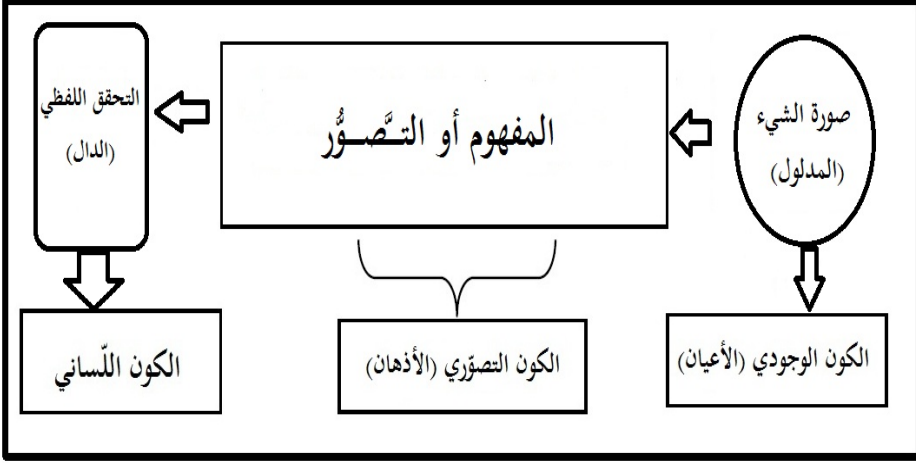 صورة الشيء
(المدلول)
المفهوم أو التَّصــوُّر
التحقق اللفظي
(الدال)
الكون الوجودي (الأعيان)
الكون التصوّري (الأذهان)
الكون اللّساني